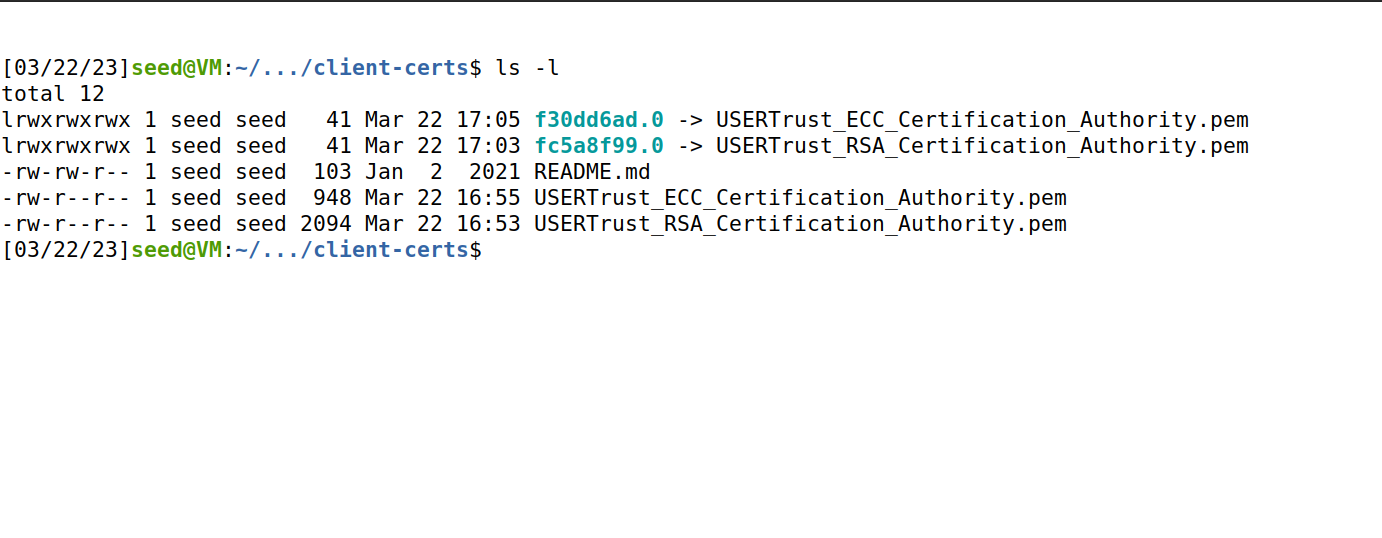 [03/22/23]seed@VM:~/.../client-certs$ ls -l
total 12
lrwxrwxrwx 1 seed seed   41 Mar 22 17:05 f30dd6ad.0 -> USERTrust_ECC_Certification_Authority.pem
lrwxrwxrwx 1 seed seed   41 Mar 22 17:03 fc5a8f99.0 -> USERTrust_RSA_Certification_Authority.pem
-rw-rw-r-- 1 seed seed  103 Jan  2  2021 README.md
-rw-r--r-- 1 seed seed  948 Mar 22 16:55 USERTrust_ECC_Certification_Authority.pem
-rw-r--r-- 1 seed seed 2094 Mar 22 16:53 USERTrust_RSA_Certification_Authority.pem
[03/22/23]seed@VM:~/.../client-certs$